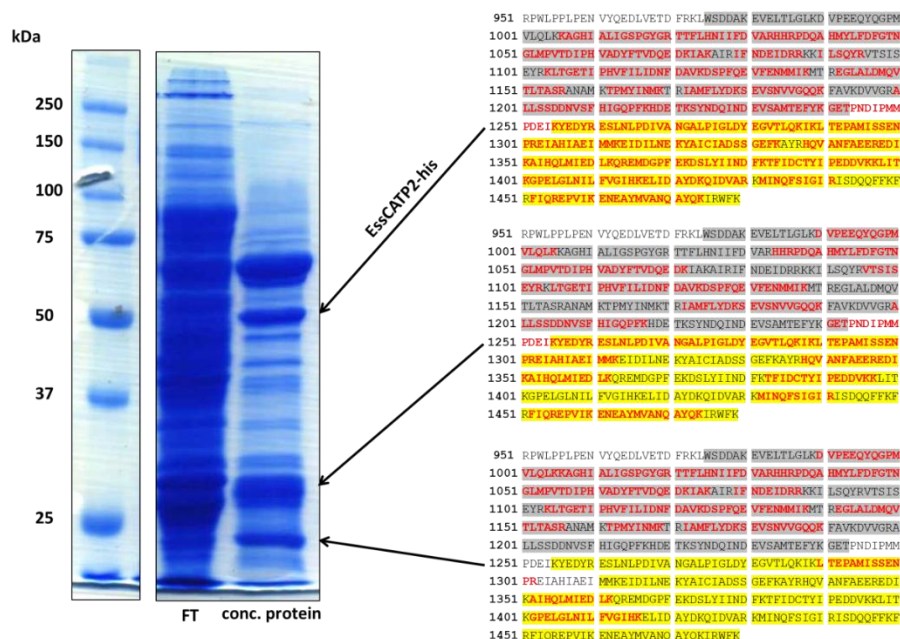 kDa
250
150
100
75
50
37
25
FT
conc. protein
EssCATP2-his
951 RPWLPPLPEN VYQEDLVETD FRKLWSDDAK EVELTLGLKD VPEEQYQGPM
1001 VLQLKKAGHI ALIGSPGYGR TTFLHNIIFD VARHHRPDQA HMYLFDFGTN
1051 GLMPVTDIPH VADYFTVDQE DKIAKAIRIF NDEIDRRKKI LSQYRVTSIS
1101 EYRKLTGETI PHVFILIDNF DAVKDSPFQE VFENMMIKMT REGLALDMQV
1151 TLTASRANAM KTPMYINMKT RIAMFLYDKS EVSNVVGQQK FAVKDVVGRA
1201 LLSSDDNVSF HIGQPFKHDE TKSYNDQIND EVSAMTEFYK GETPNDIPMM
1251 PDEIKYEDYR ESLNLPDIVA NGALPIGLDY EGVTLQKIKL TEPAMISSEN
1301 PREIAHIAEI MMKEIDILNE KYAICIADSS GEFKAYRHQV ANFAEEREDI
1351 KAIHQLMIED LKQREMDGPF EKDSLYIIND FKTFIDCTYI PEDDVKKLIT
1401 KGPELGLNIL FVGIHKELID AYDKQIDVAR KMINQFSIGI RISDQQFFKF
1451 RFIQREPVIK ENEAYMVANQ AYQKIRWFK
951 RPWLPPLPEN VYQEDLVETD FRKLWSDDAK EVELTLGLKD VPEEQYQGPM
1001 VLQLKKAGHI ALIGSPGYGR TTFLHNIIFD VARHHRPDQA HMYLFDFGTN
1051 GLMPVTDIPH VADYFTVDQE DKIAKAIRIF NDEIDRRKKI LSQYRVTSIS
1101 EYRKLTGETI PHVFILIDNF DAVKDSPFQE VFENMMIKMT REGLALDMQV
1151 TLTASRANAM KTPMYINMKT RIAMFLYDKS EVSNVVGQQK FAVKDVVGRA
1201 LLSSDDNVSF HIGQPFKHDE TKSYNDQIND EVSAMTEFYK GETPNDIPMM
1251 PDEIKYEDYR ESLNLPDIVA NGALPIGLDY EGVTLQKIKL TEPAMISSEN
1301 PREIAHIAEI MMKEIDILNE KYAICIADSS GEFKAYRHQV ANFAEEREDI
1351 KAIHQLMIED LKQREMDGPF EKDSLYIIND FKTFIDCTYI PEDDVKKLIT
1401 KGPELGLNIL FVGIHKELID AYDKQIDVAR KMINQFSIGI RISDQQFFKF
1451 RFIQREPVIK ENEAYMVANQ AYQKIRWFK
951 RPWLPPLPEN VYQEDLVETD FRKLWSDDAK EVELTLGLKD VPEEQYQGPM
1001 VLQLKKAGHI ALIGSPGYGR TTFLHNIIFD VARHHRPDQA HMYLFDFGTN
1051 GLMPVTDIPH VADYFTVDQE DKIAKAIRIF NDEIDRRKKI LSQYRVTSIS
1101 EYRKLTGETI PHVFILIDNF DAVKDSPFQE VFENMMIKMT REGLALDMQV
1151 TLTASRANAM KTPMYINMKT RIAMFLYDKS EVSNVVGQQK FAVKDVVGRA
1201 LLSSDDNVSF HIGQPFKHDE TKSYNDQIND EVSAMTEFYK GETPNDIPMM
1251 PDEIKYEDYR ESLNLPDIVA NGALPIGLDY EGVTLQKIKL TEPAMISSEN
1301 PREIAHIAEI MMKEIDILNE KYAICIADSS GEFKAYRHQV ANFAEEREDI
1351 KAIHQLMIED LKQREMDGPF EKDSLYIIND FKTFIDCTYI PEDDVKKLIT
1401 KGPELGLNIL FVGIHKELID AYDKQIDVAR KMINQFSIGI RISDQQFFKF
1451 RFIQREPVIK ENEAYMVANQ AYQKIRWFK